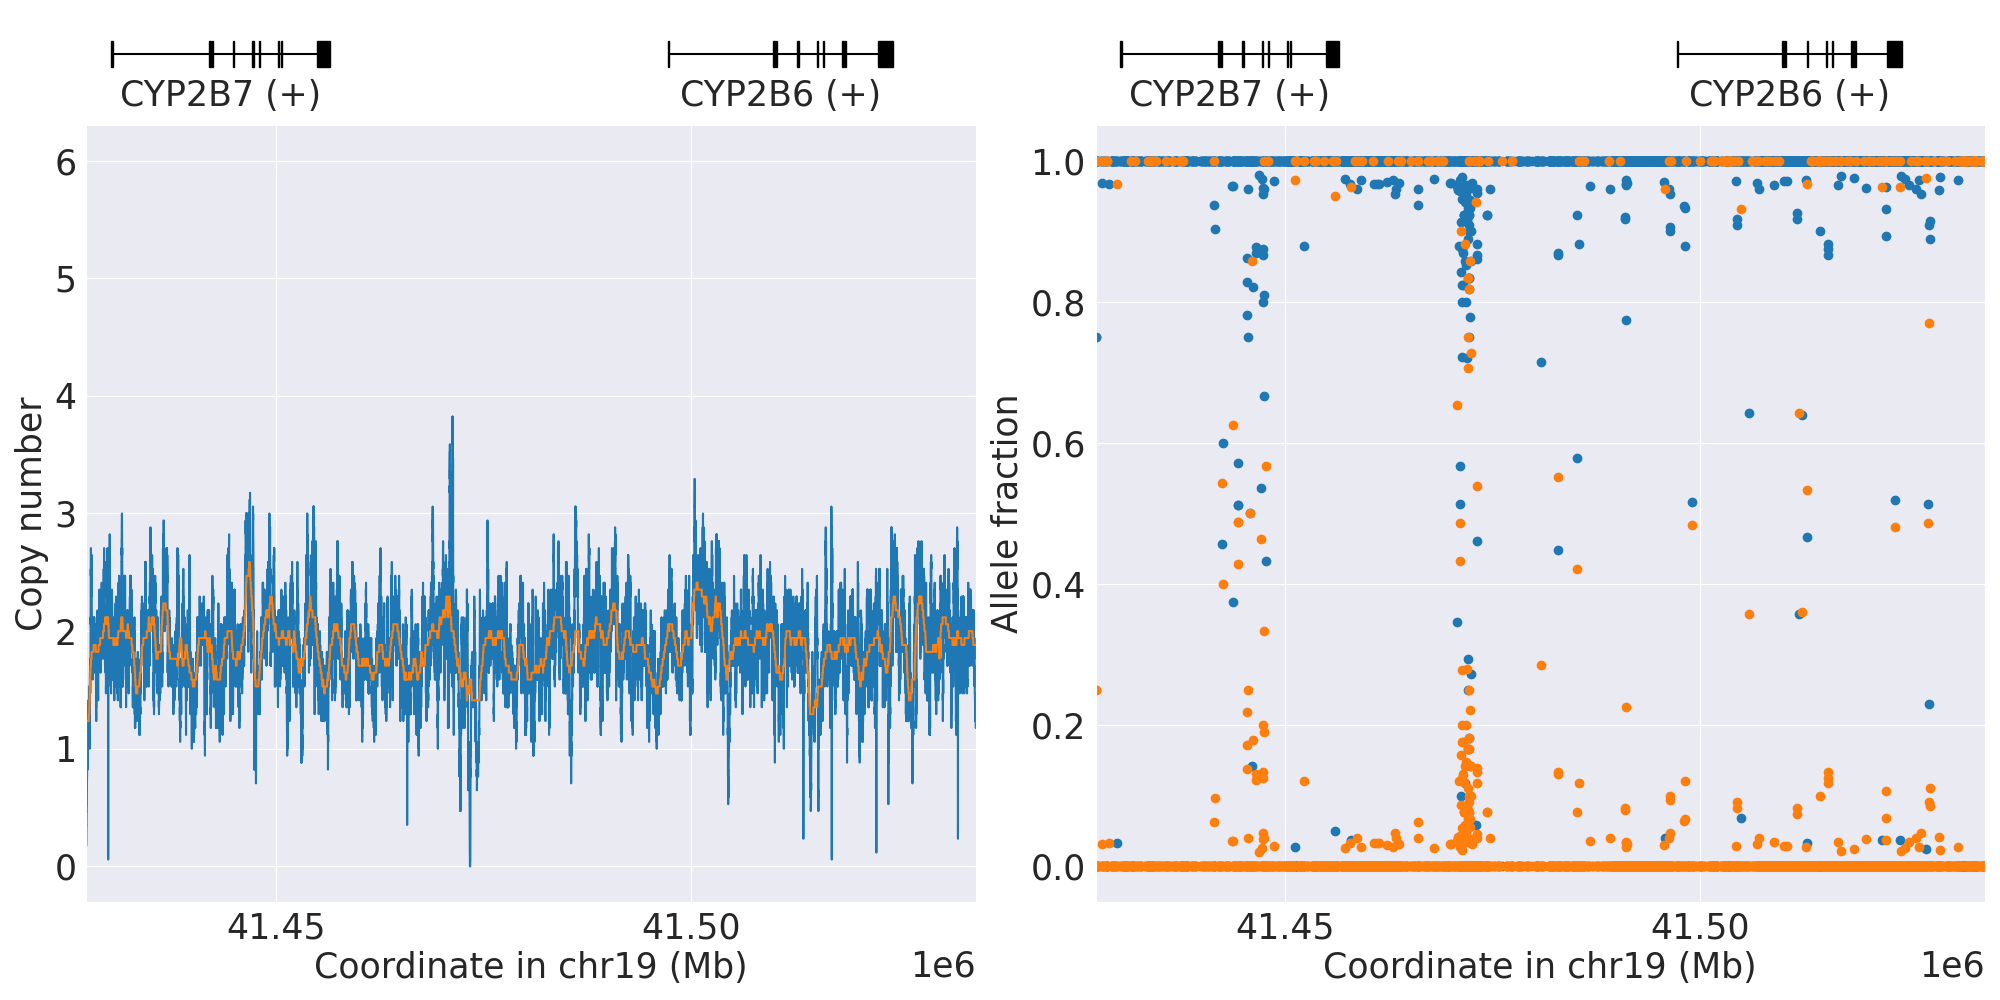 CYP2B7 (+) CYP2B6 (+)
6
5
4
3
2
1
0
Copy number
41.45 41.50
Coordinate in chr19 (Mb)
1e6
CYP2B7 (+) CYP2B6 (+)
1.0
0.8
0.6
0.4
0.2
0.0
Allele fraction
41.45 41.50
Coordinate in chr19 (Mb)
1e6